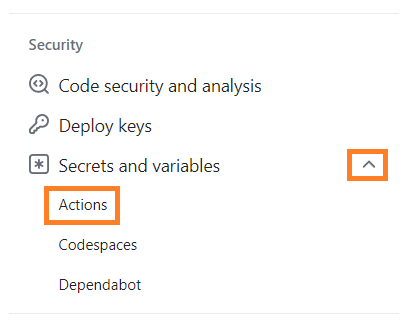 Security
Code security and analysis
Deploy keys
Secrets and variables
Actions
Codespaces
Dependabot